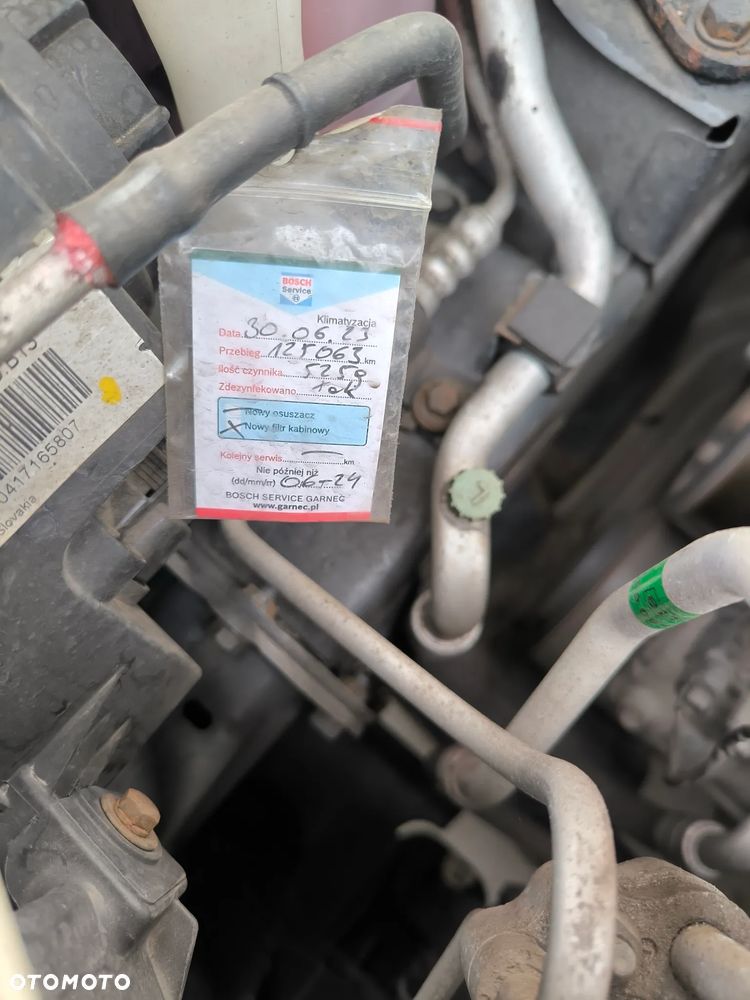 BOSCH
Service
Klimatyzacja
Data 30.06.23
Przebieg 125063 km
Ilość czynnika 525g
Zdezynfekowano tak
Nowy osuszacz
X Nowy filtr kabinowy
Kolejny serwis — km
Nie później niż
(dd/mm/rr) 06-24
BOSCH SERVICE GARNEC
www.garnec.pl
0417165807
Slovakia
OTOMOTO